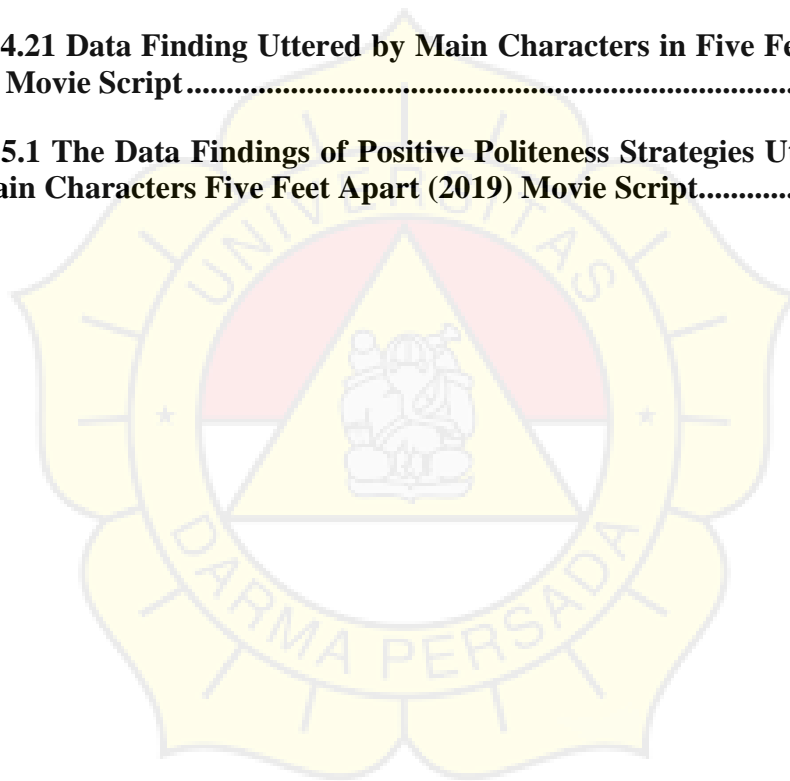 4.21 Data Finding Uttered by Main Characters in Five Fe
Movie Script..........................................................................
5.1 The Data Findings of Positive Politeness Strategies U
ain Characters Five Feet Apart (2019) Movie Script............
UNIVERSITAS
DARMA PERSADA